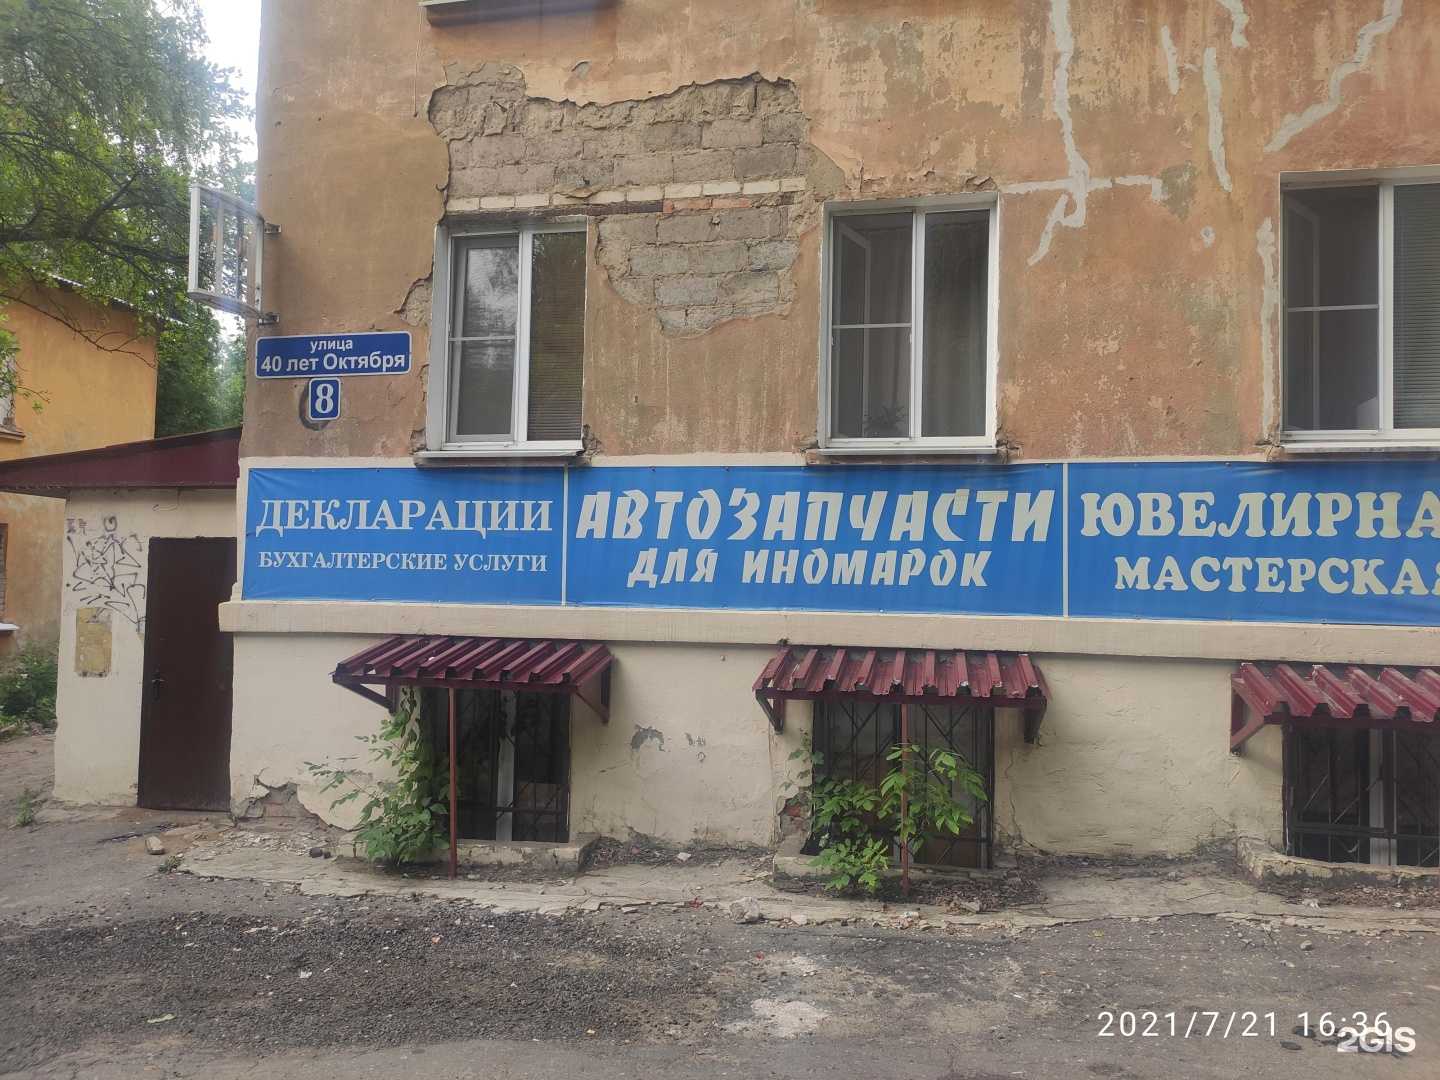 улица
40 лет Октября
8
ДЕКЛАРАЦИИ
БУХГАЛТЕРСКИЕ УСЛУГИ
АВТОЗАПЧАСТИ
ДЛЯ ИНОМАРОК
ЮВЕЛИРНА
МАСТЕРСКАЯ
2021/7/21 16:36
2GIS